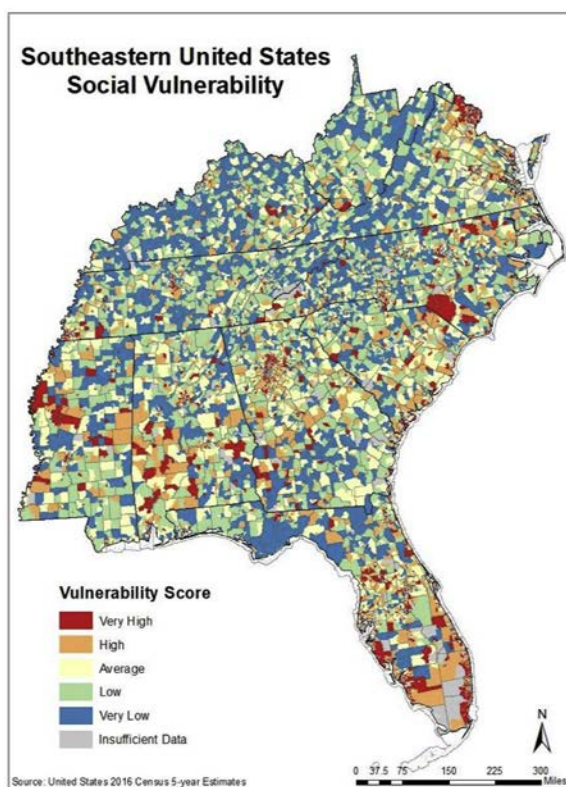 Southeastern United States
Social Vulnerability
Vulnerability Score
Very High
High
Average
Low
Very Low
Insufficient Data
N
0 37.5 75 150 225 300
Miles
Source: United States 2016 Census 5-year Estimates